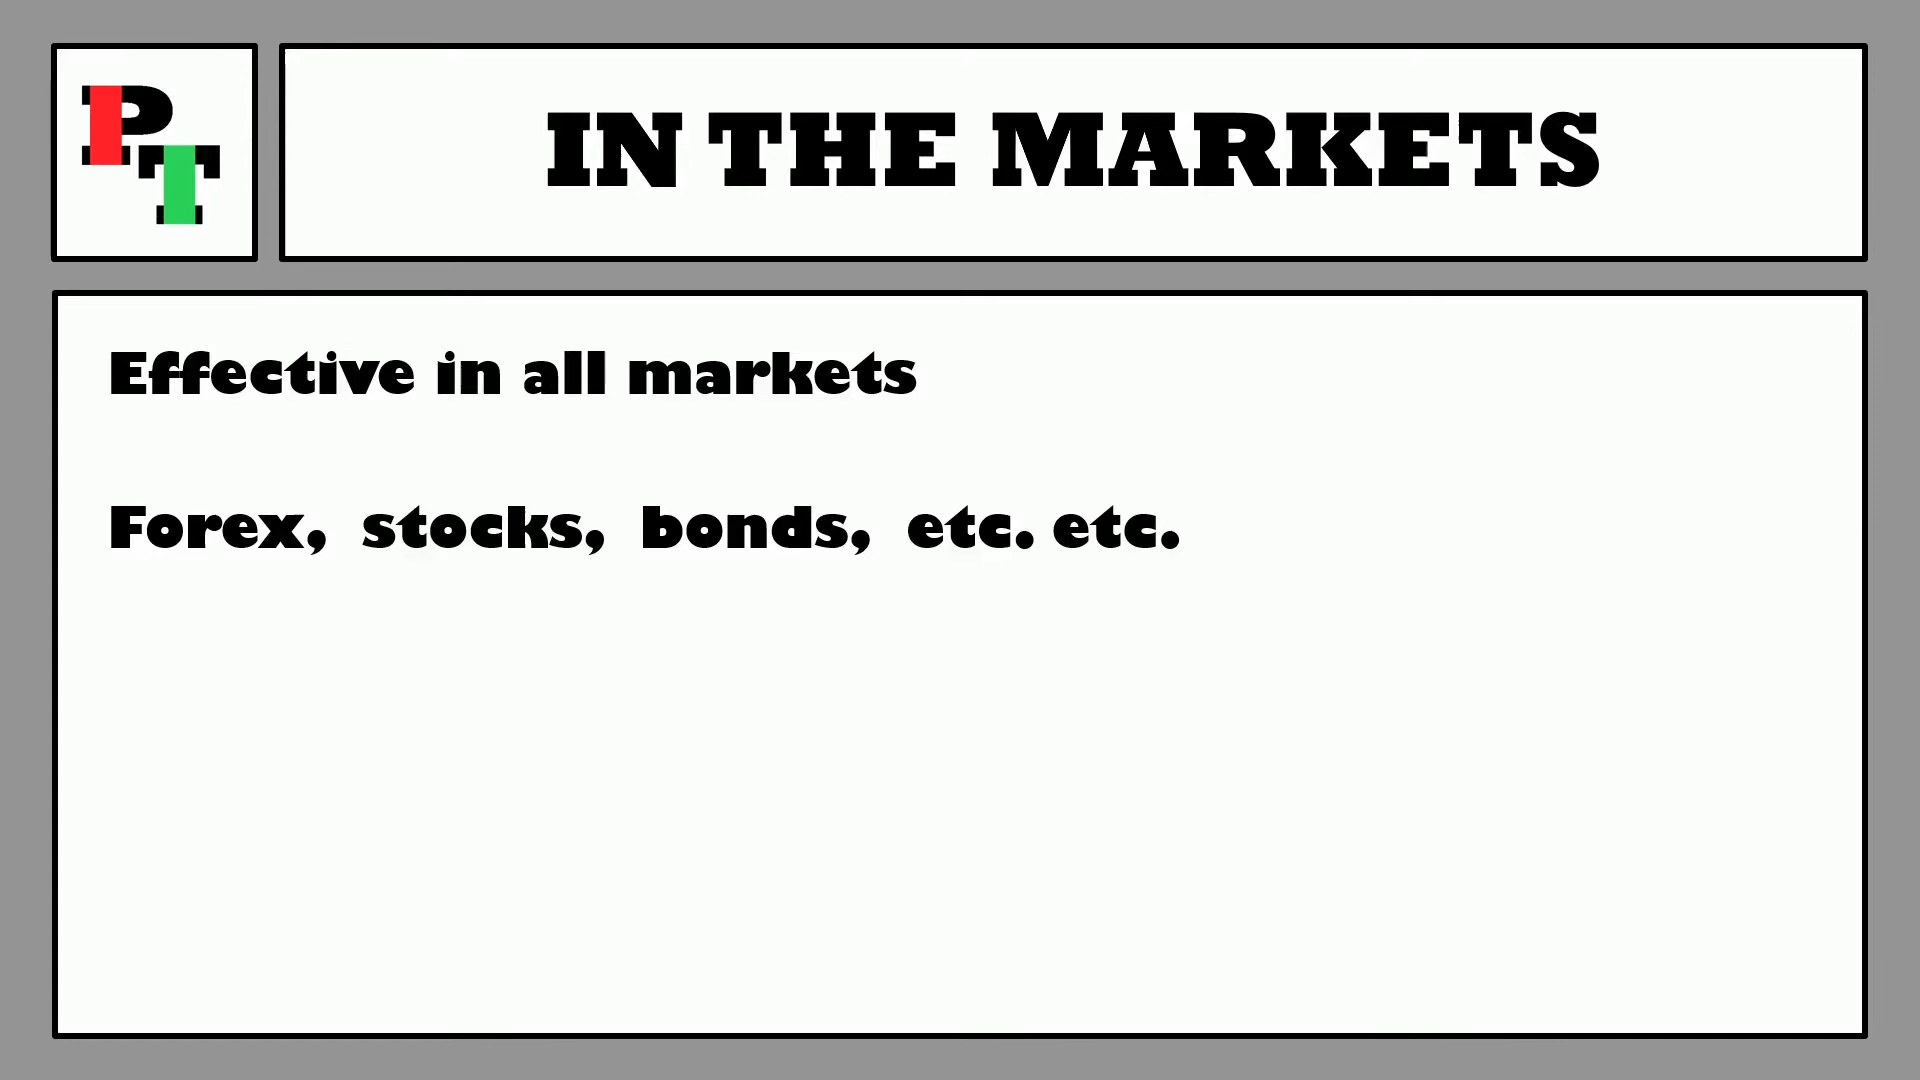 PT
IN THE MARKETS
Effective in all markets
Forex, stocks, bonds, etc. etc.